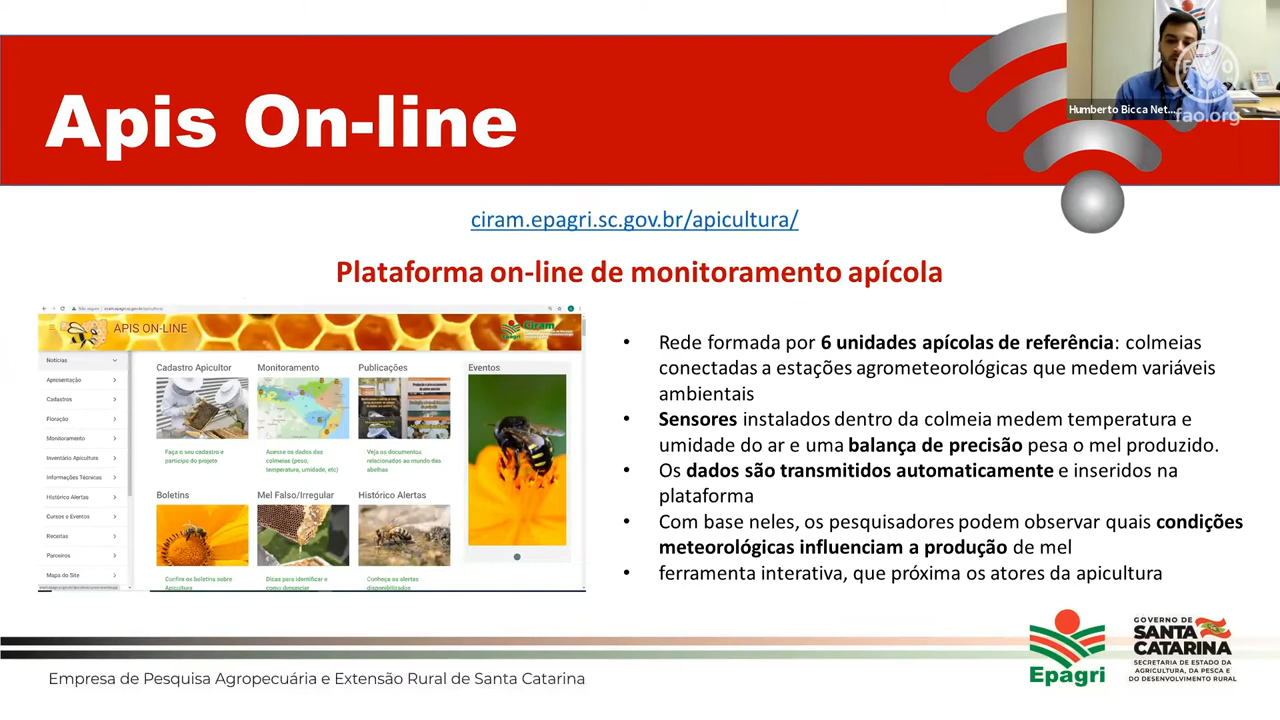 Apis On-line
FAO
Humberto Bicca Net...
fao.org
ciram.epagri.sc.gov.br/apicultura/
Plataforma on-line de monitoramento apícola
APIS ON-LINE
Ciram
Epagri
Notícias
Apresentação
Cadastros
Floração
Monitoramento
Inventário Apicultura
Informações Técnicas
Histórico Alertas
Cursos e Eventos
Receitas
Parceiros
Mapa do Site
Cadastro Apicultor
Faça o seu cadastro e
participe do projeto
Monitoramento
Acesse os dados das
colmeias (peso,
temperatura, umidade, etc)
Publicações
Veja os documentos
relacionados ao mundo das
abelhas
Eventos
Boletins
Confira os boletins sobre
Apicultura
Mel Falso/Irregular
Dicas para identificar e
como denunciar
Histórico Alertas
Conheça os alertas
disponibilizados
• Rede formada por 6 unidades apícolas de referência: colmeias
conectadas a estações agrometeorológicas que medem variáveis
ambientais
• Sensores instalados dentro da colmeia medem temperatura e
umidade do ar e uma balança de precisão pesa o mel produzido.
• Os dados são transmitidos automaticamente e inseridos na
plataforma
• Com base neles, os pesquisadores podem observar quais condições
meteorológicas influenciam a produção de mel
• ferramenta interativa, que próxima os atores da apicultura
Empresa de Pesquisa Agropecuária e Extensão Rural de Santa Catarina
Epagri
GOVERNO DE
SANTA
CATARINA
SECRETARIA DE ESTADO DA
AGRICULTURA, DA PESCA E
DO DESENVOLVIMENTO RURAL